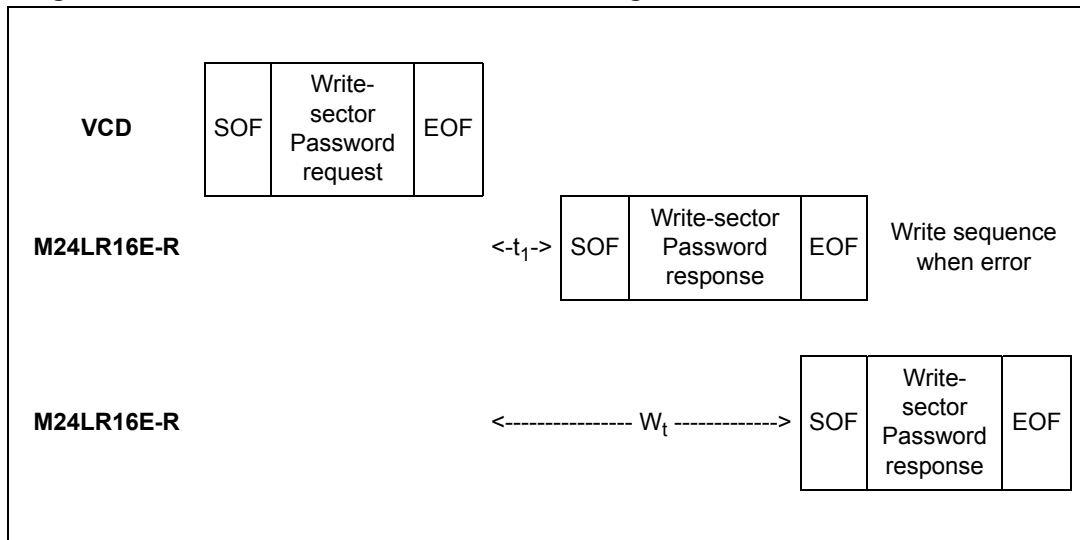 Write-
sector
Password
request
VCD SOF EOF
M24LR16E-R <-t1-> SOF Write-sector
Password
response EOF Write sequence
when error
M24LR16E-R <---------------- Wt -------------> SOF Write-
sector
Password
response EOF